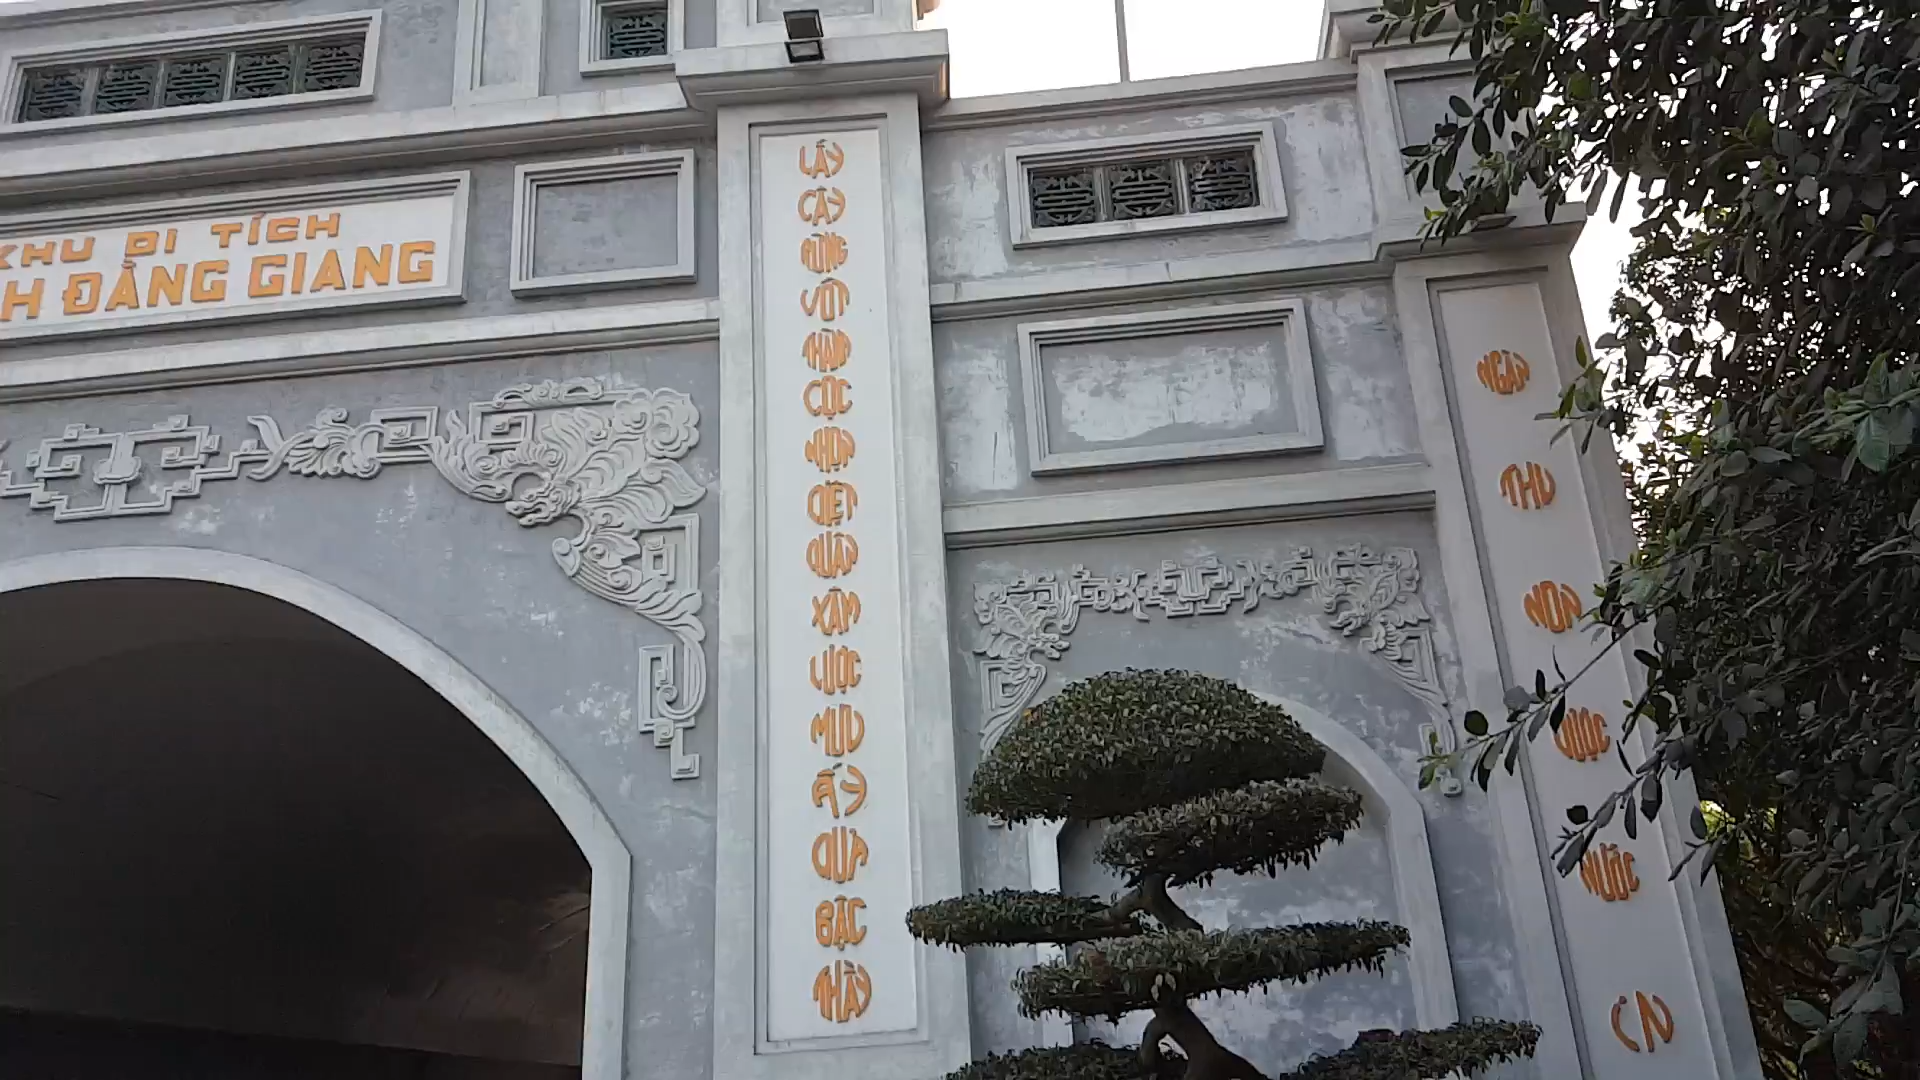 KHU DI TÍCH
H ĐẰNG GIANG
LẤY CÂY RỪNG VÓT THÀNH CỌC NHỌN DIỆT QUÂN XÂM LƯỢC MƯU ẤY QUẢ BẬC THẦY
NGÀN THU NON NƯỚC